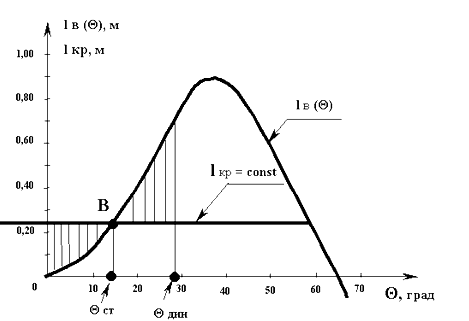 l в (Θ), м
l кр, м
1,00
0,80
0,60
0,40
0,20
l в (Θ)
l кр = const
В
0 10 20 30 40 50 60 70
Θ, град
Θ ст
Θ дин